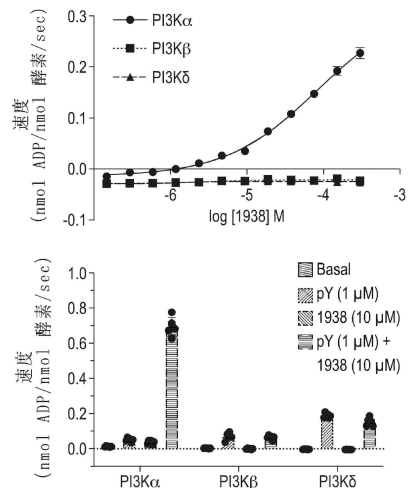 0.3
0.2
0.1
0.0
-0.1
速度
(nmol ADP/nmol 酵素/sec)
PI3Kα
PI3Kβ
PI3Kδ
-6
-5
-4
-3
log [1938] M
1.0
0.8
0.6
0.4
0.2
0.0
速度
(nmol ADP/nmol 酵素/sec)
Basal
pY (1 μM)
1938 (10 μM)
pY (1 μM) +
1938 (10 μM)
PI3Kα
PI3Kβ
PI3Kδ